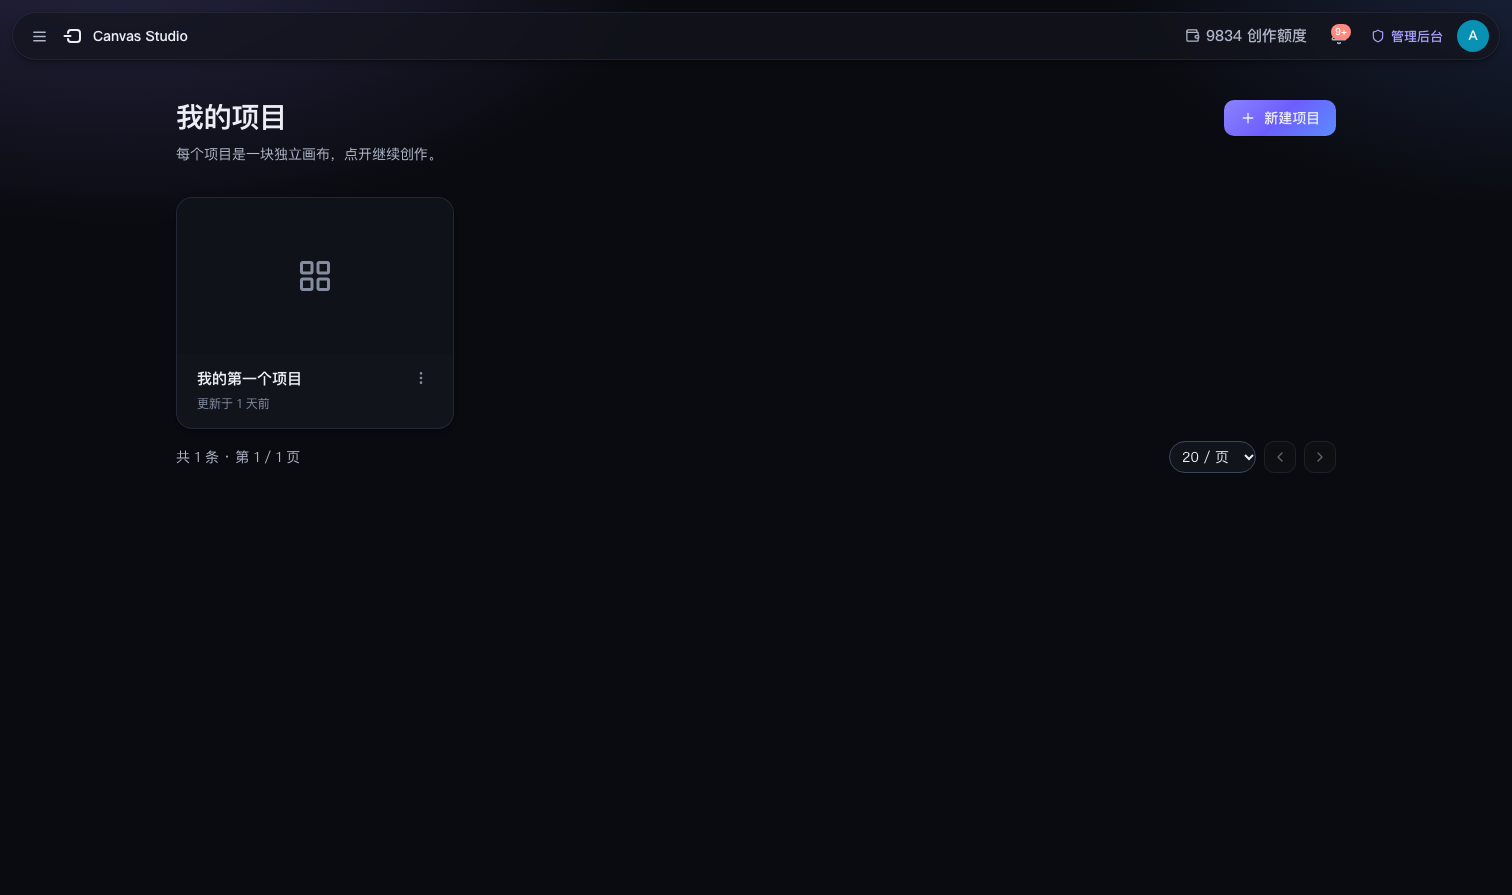 Canvas Studio
9834 创作额度
9+
管理后台
A
我的项目
新建项目
每个项目是一块独立画布，点开继续创作。
我的第一个项目
更新于 1 天前
共 1 条 · 第 1 / 1 页
20 / 页